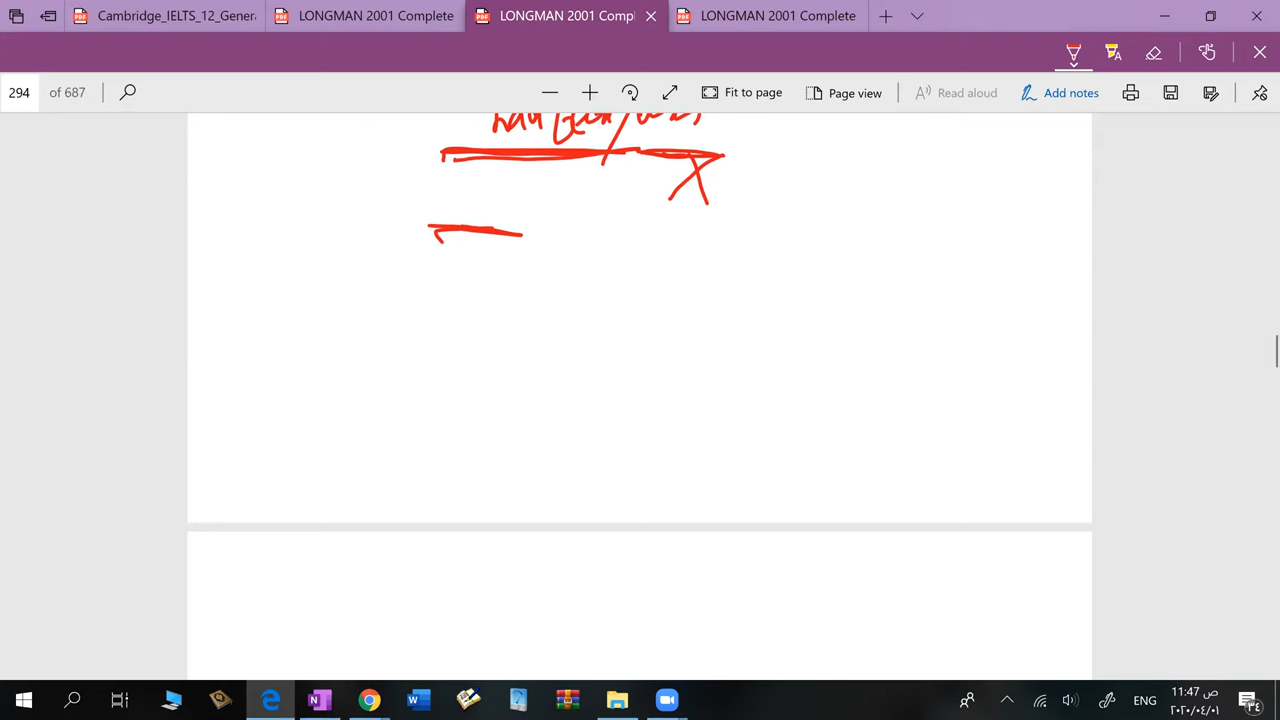 Cambridge_IELTS_12_Genera
LONGMAN 2001 Complete
LONGMAN 2001 Compl
LONGMAN 2001 Complete
294 of 687
Fit to page
Page view
Read aloud
Add notes
X
ENG
11:47 ص
٢٠٢٠/٠٤/٠١